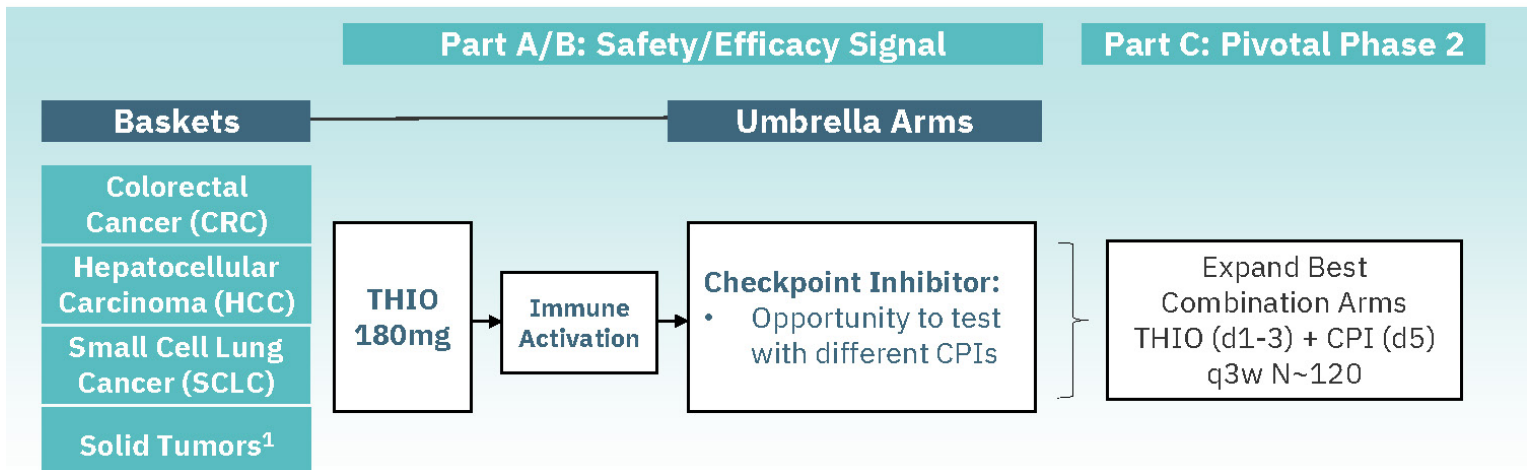 Part A/B: Safety/Efficacy Signal
Part C: Pivotal Phase 2
Baskets
Umbrella Arms
Colorectal
Cancer (CRC)
Hepatocellular
Carcinoma (HCC)
Small Cell Lung
Cancer (SCLC)
Solid Tumors¹
THIO
180mg
Immune
Activation
Checkpoint Inhibitor:
• Opportunity to test
with different CPIs
Expand Best
Combination Arms
THIO (d1-3) + CPI (d5)
q3w N~120